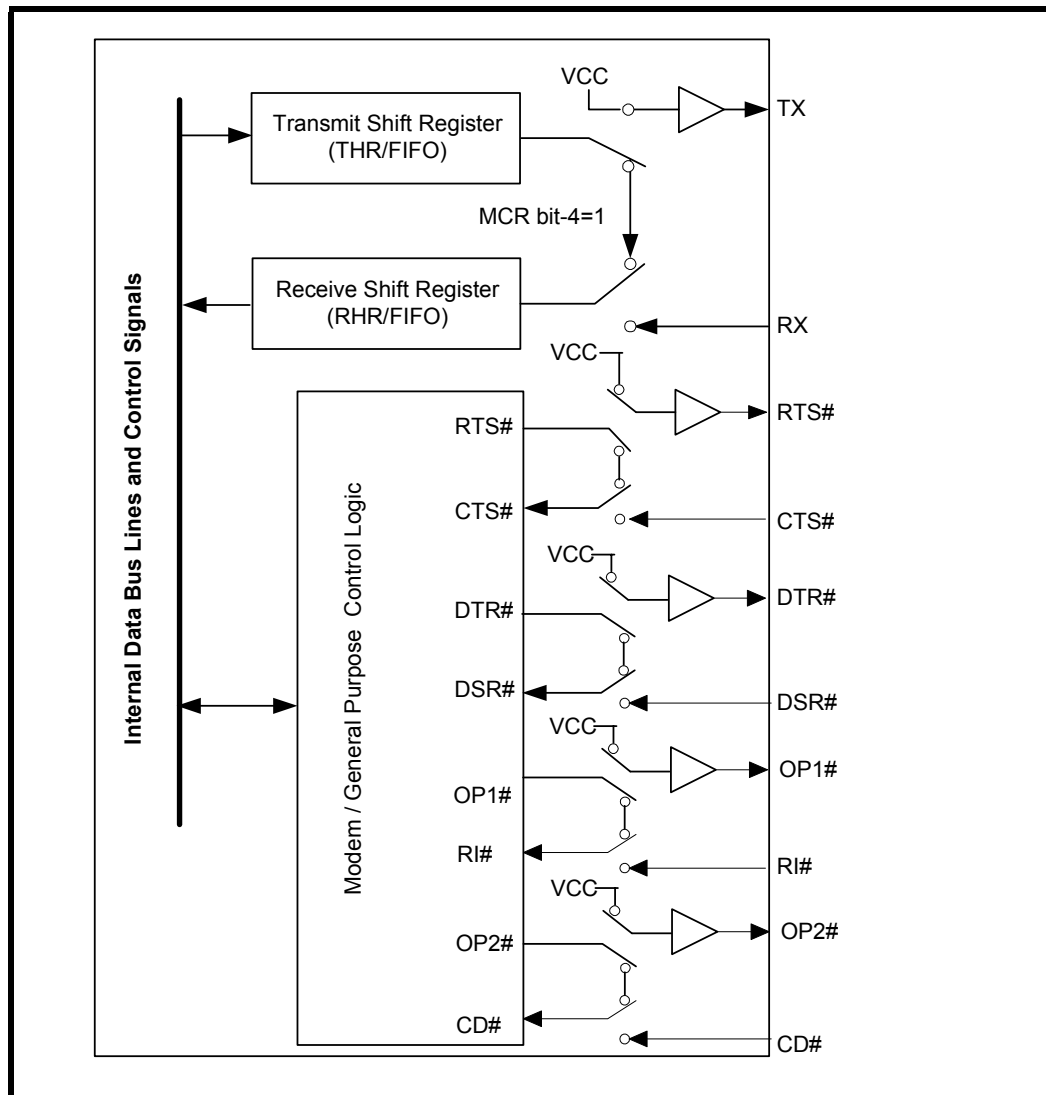 VCC
TX
Transmit Shift Register
(THR/FIFO)
MCR bit-4=1
Receive Shift Register
(RHR/FIFO)
RX
VCC
RTS#
RTS#
CTS#
CTS#
VCC
DTR#
DTR#
DSR#
DSR#
VCC
OP1#
OP1#
RI#
RI#
VCC
OP2#
OP2#
CD#
CD#
Internal Data Bus Lines and Control Signals
Modem / General Purpose Control Logic